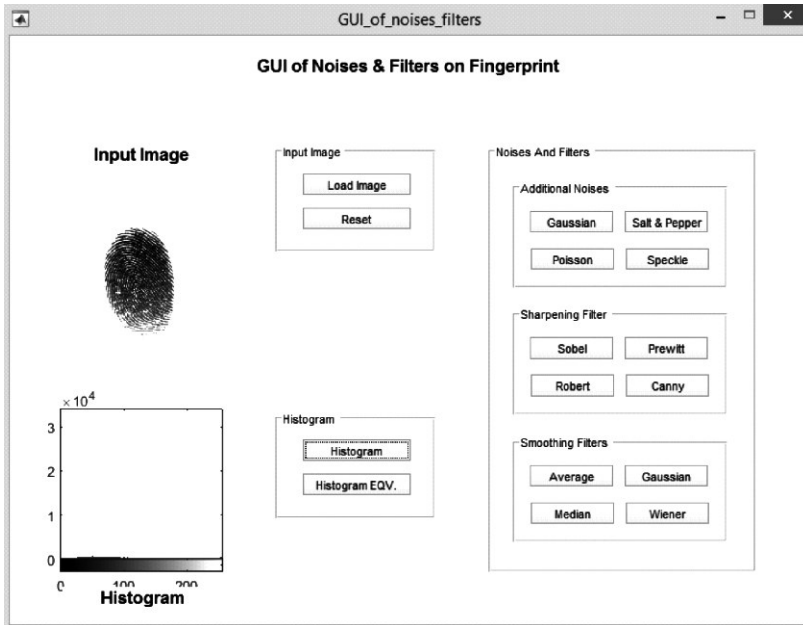 GUI_of_noises_filters
GUI of Noises & Filters on Fingerprint
Input Image
Input Image
Load Image
Reset
Noises And Filters
Additional Noises
Gaussian
Salt & Pepper
Poisson
Speckle
Sharpening Filter
Sobel
Prewitt
Robert
Canny
Smoothing Filters
Average
Gaussian
Median
Wiener
Histogram
Histogram
Histogram EQV.
× 10^4
3
2
1
0
0 100 200
Histogram